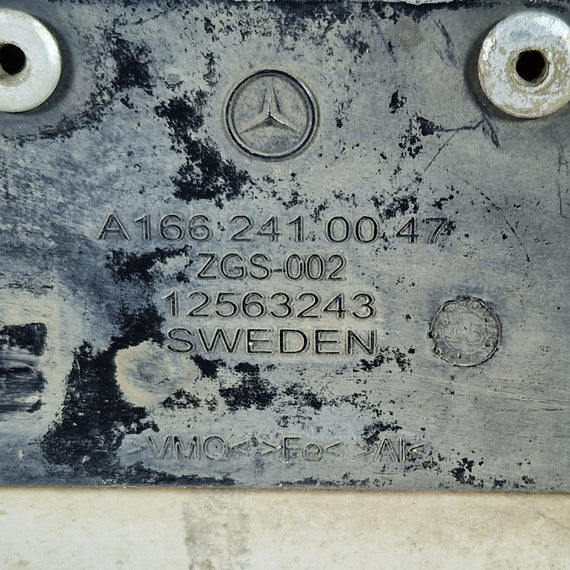 A166 241 00 47
ZGS-002
12563243
SWEDEN
>VMQ< >Fe< >Al<